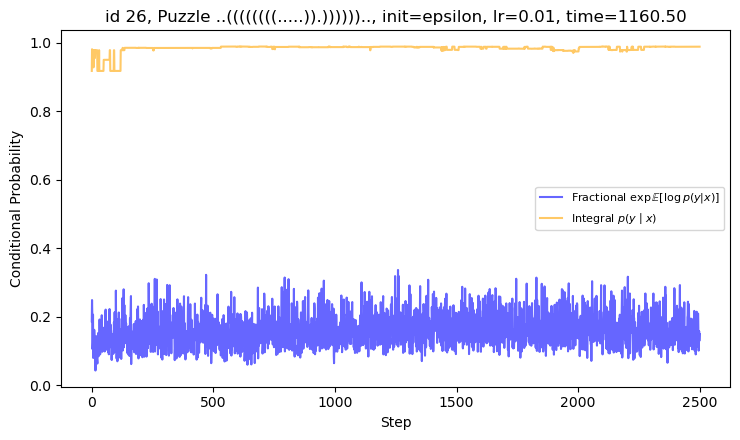 id 26, Puzzle ..((((((((.....)).)))))).., init=epsilon, lr=0.01, time=1160.50
Conditional Probability
1.0
0.8
0.6
0.4
0.2
0.0
Fractional exp𝔼[log p(y|x)]
Integral p(y | x)
0
500
1000
1500
2000
2500
Step